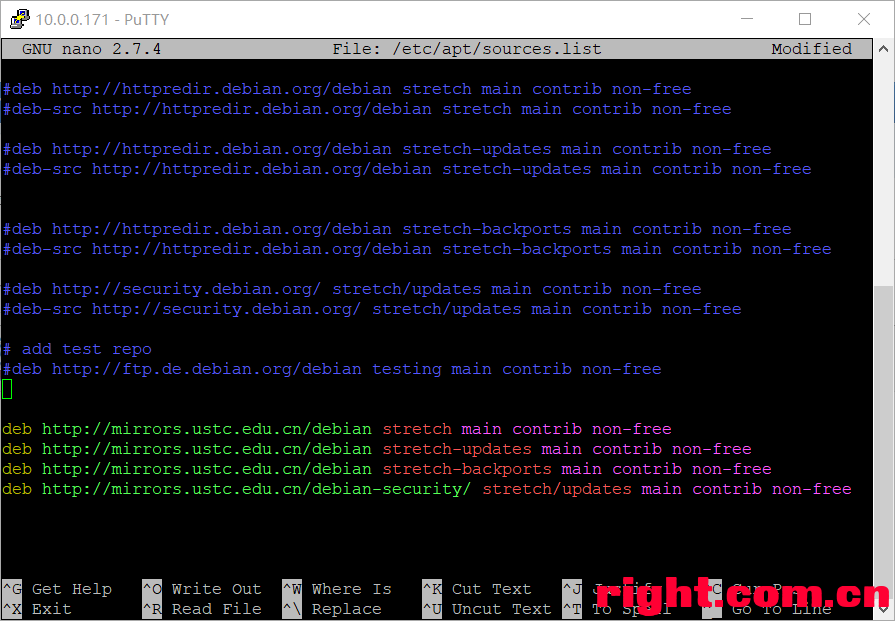 10.0.0.171 - PuTTY
GNU nano 2.7.4 File: /etc/apt/sources.list Modified
#deb http://httpredir.debian.org/debian stretch main contrib non-free
#deb-src http://httpredir.debian.org/debian stretch main contrib non-free
#deb http://httpredir.debian.org/debian stretch-updates main contrib non-free
#deb-src http://httpredir.debian.org/debian stretch-updates main contrib non-free
#deb http://httpredir.debian.org/debian stretch-backports main contrib non-free
#deb-src http://httpredir.debian.org/debian stretch-backports main contrib non-free
#deb http://security.debian.org/ stretch/updates main contrib non-free
#deb-src http://security.debian.org/ stretch/updates main contrib non-free
# add test repo
#deb http://ftp.de.debian.org/debian testing main contrib non-free
deb http://mirrors.ustc.edu.cn/debian stretch main contrib non-free
deb http://mirrors.ustc.edu.cn/debian stretch-updates main contrib non-free
deb http://mirrors.ustc.edu.cn/debian stretch-backports main contrib non-free
deb http://mirrors.ustc.edu.cn/debian-security/ stretch/updates main contrib non-free
^G Get Help ^O Write Out ^W Where Is ^K Cut Text ^J
^X Exit ^R Read File ^\ Replace ^U Uncut Text ^T To Go To Line
right.com.cn